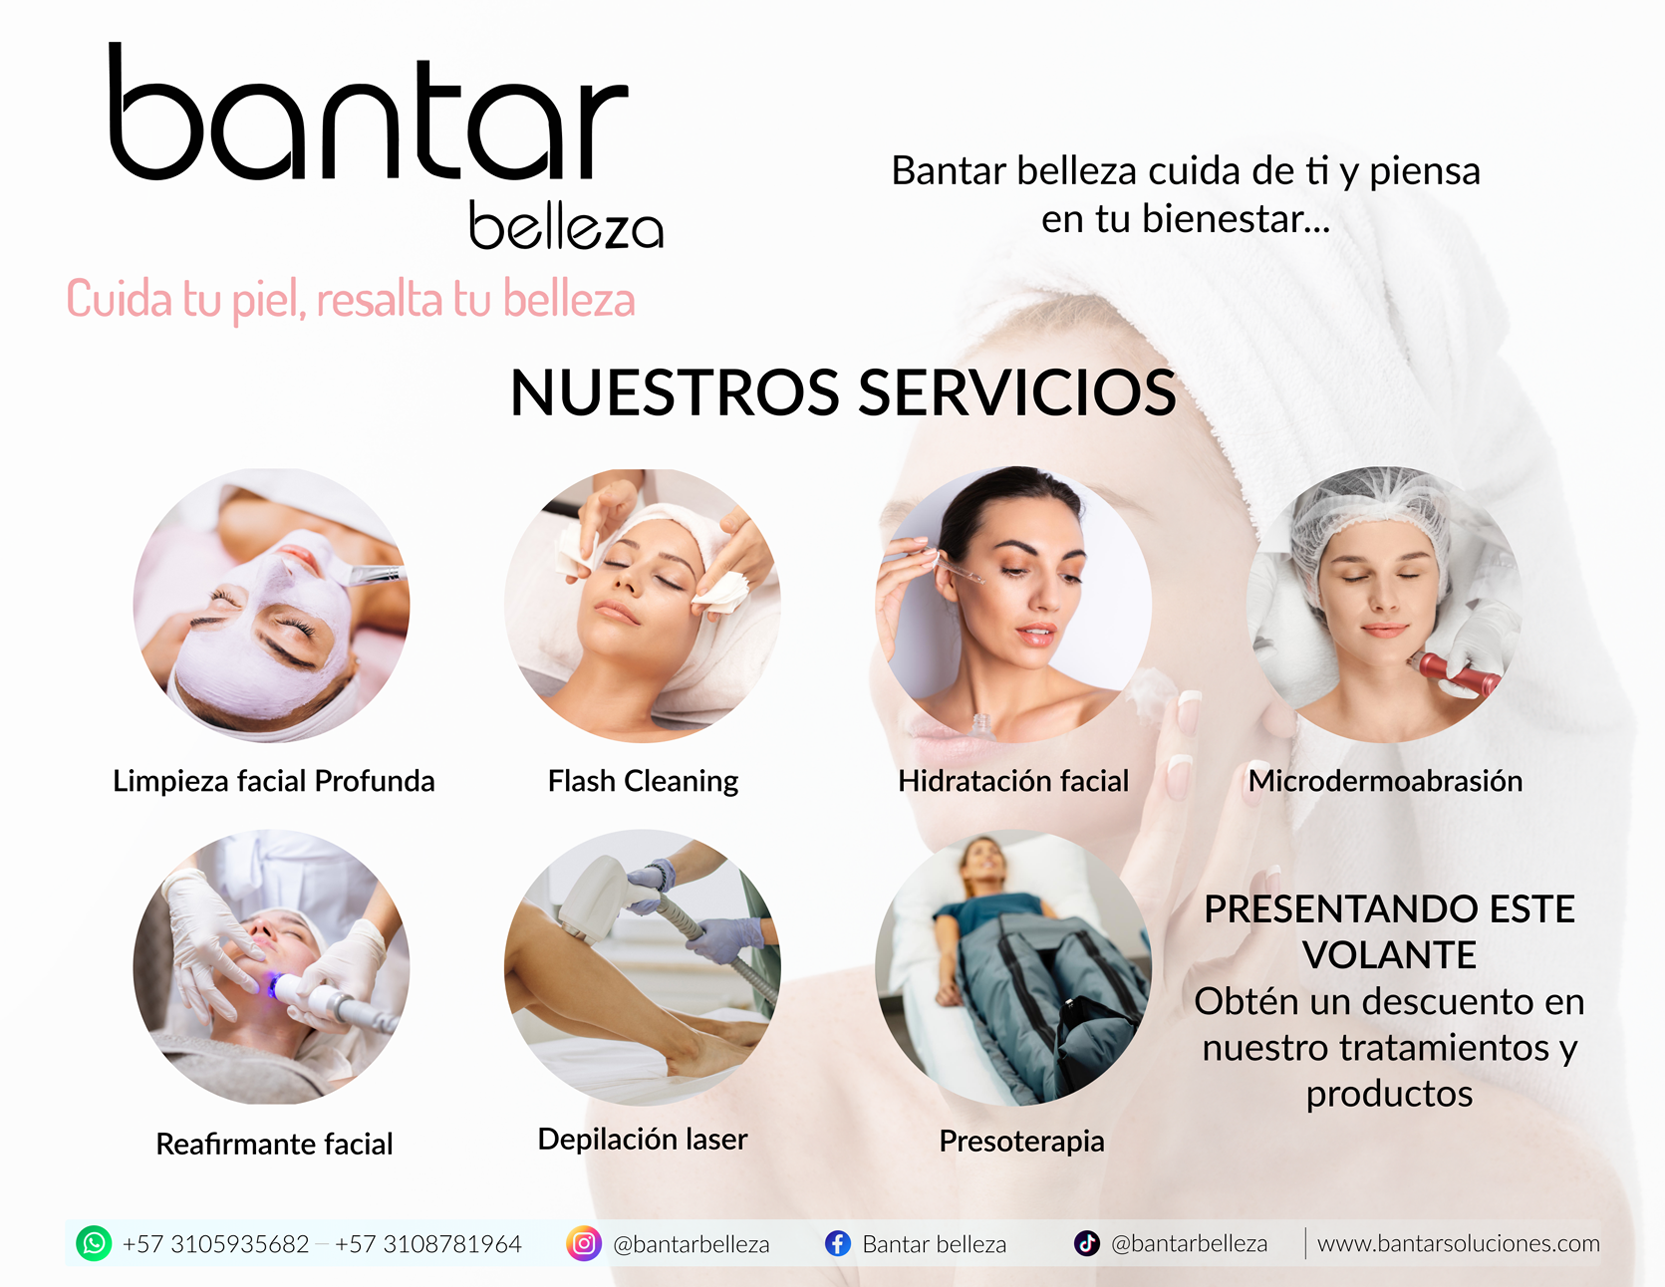 bantar
belleza
Cuida tu piel, resalta tu belleza
Bantar belleza cuida de ti y piensa
en tu bienestar...
NUESTROS SERVICIOS
Limpieza facial Profunda
Flash Cleaning
Hidratación facial
Microdermoabrasión
Reafirmante facial
Depilación laser
Presoterapia
PRESENTANDO ESTE
VOLANTE
Obtén un descuento en
nuestro tratamientos y
productos
+57 3105935682 – +57 3108781964
@bantarbelleza
Bantar belleza
@bantarbelleza
www.bantarsoluciones.com